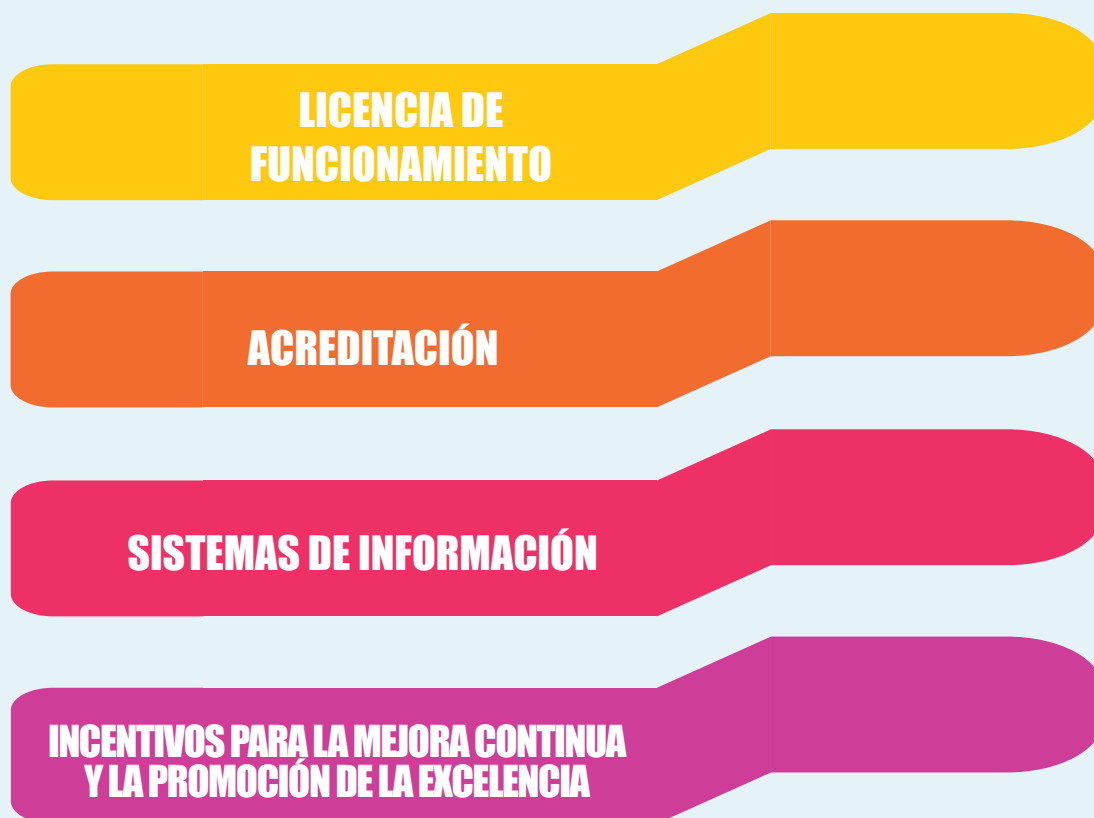 LICENCIA DE
FUNCIONAMIENTO
ACREDITACIÓN
SISTEMAS DE INFORMACIÓN
INCENTIVOS PARA LA MEJORA CONTINUA
Y LA PROMOCIÓN DE LA EXCELENCIA